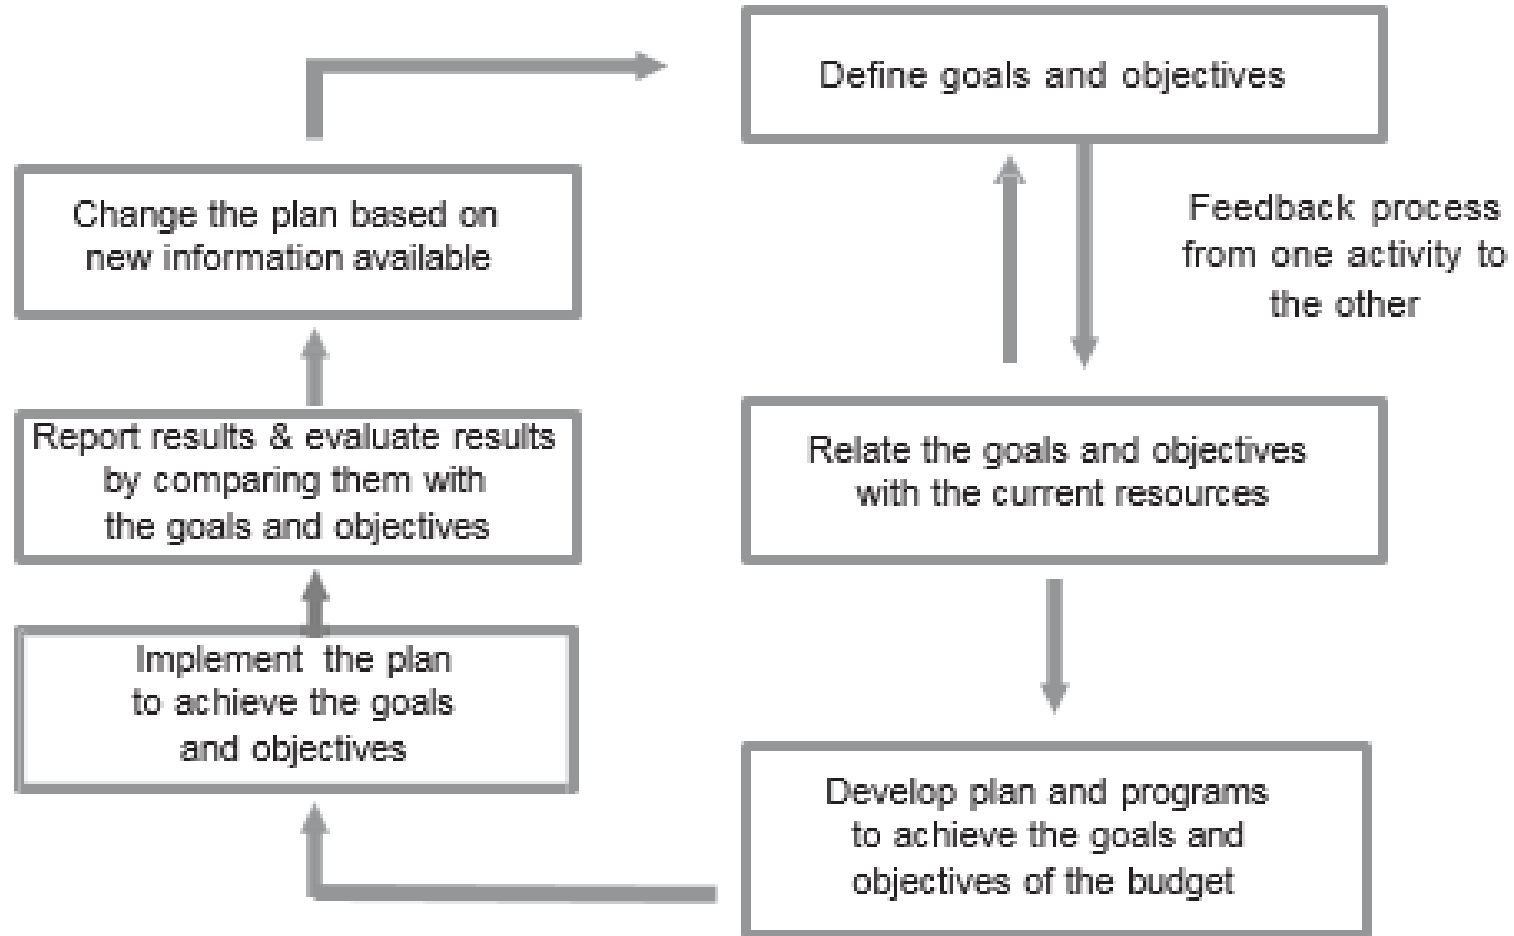 Define goals and objectives
Feedback process
from one activity to
the other
Relate the goals and objectives
with the current resources
Develop plan and programs
to achieve the goals and
objectives of the budget
Implement the plan
to achieve the goals
and objectives
Report results & evaluate results
by comparing them with
the goals and objectives
Change the plan based on
new information available